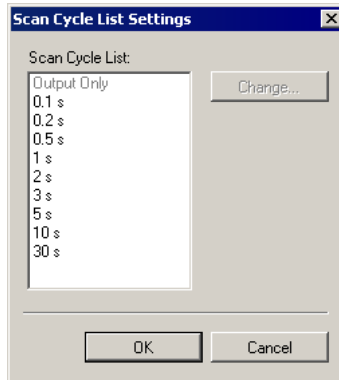 Scan Cycle List Settings
Scan Cycle List:
Output Only
0.1 s
0.2 s
0.5 s
1 s
2 s
3 s
5 s
10 s
30 s
Change...
OK
Cancel